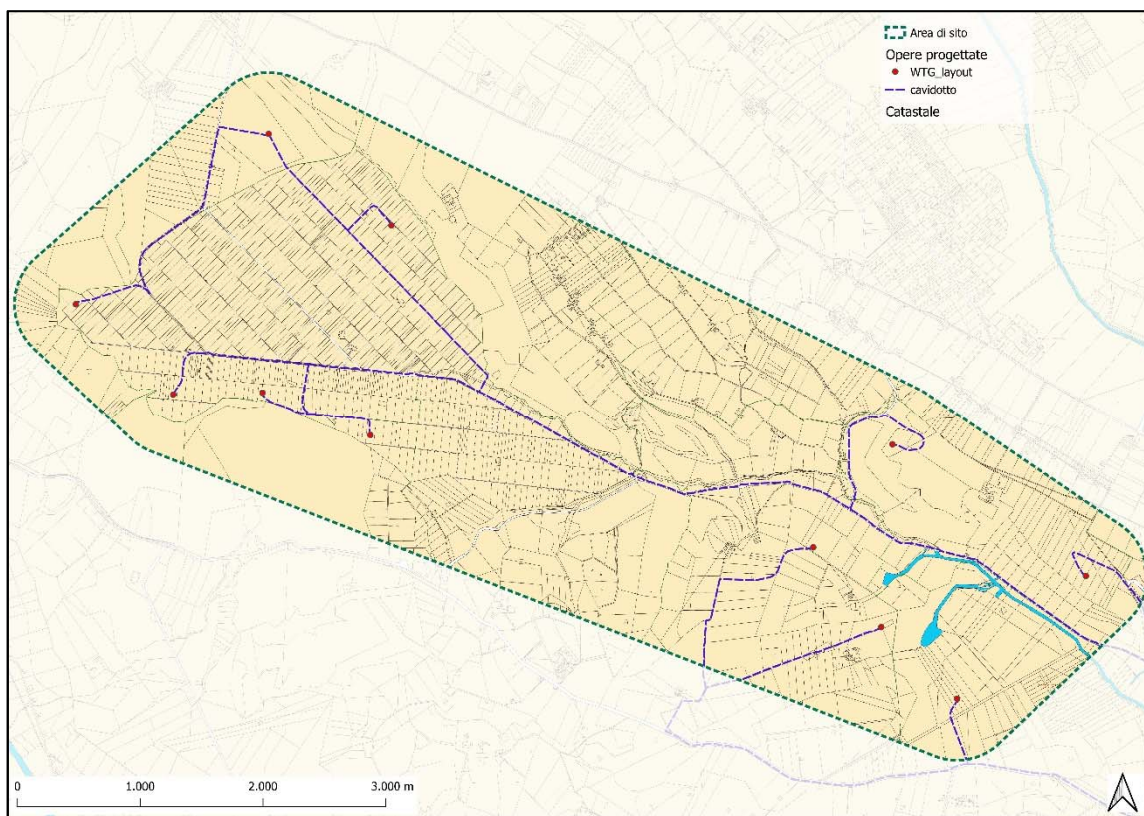 Area di sito
Opere progettate
WTG_layout
cavidotto
Catastale
0 1.000 2.000 3.000 m